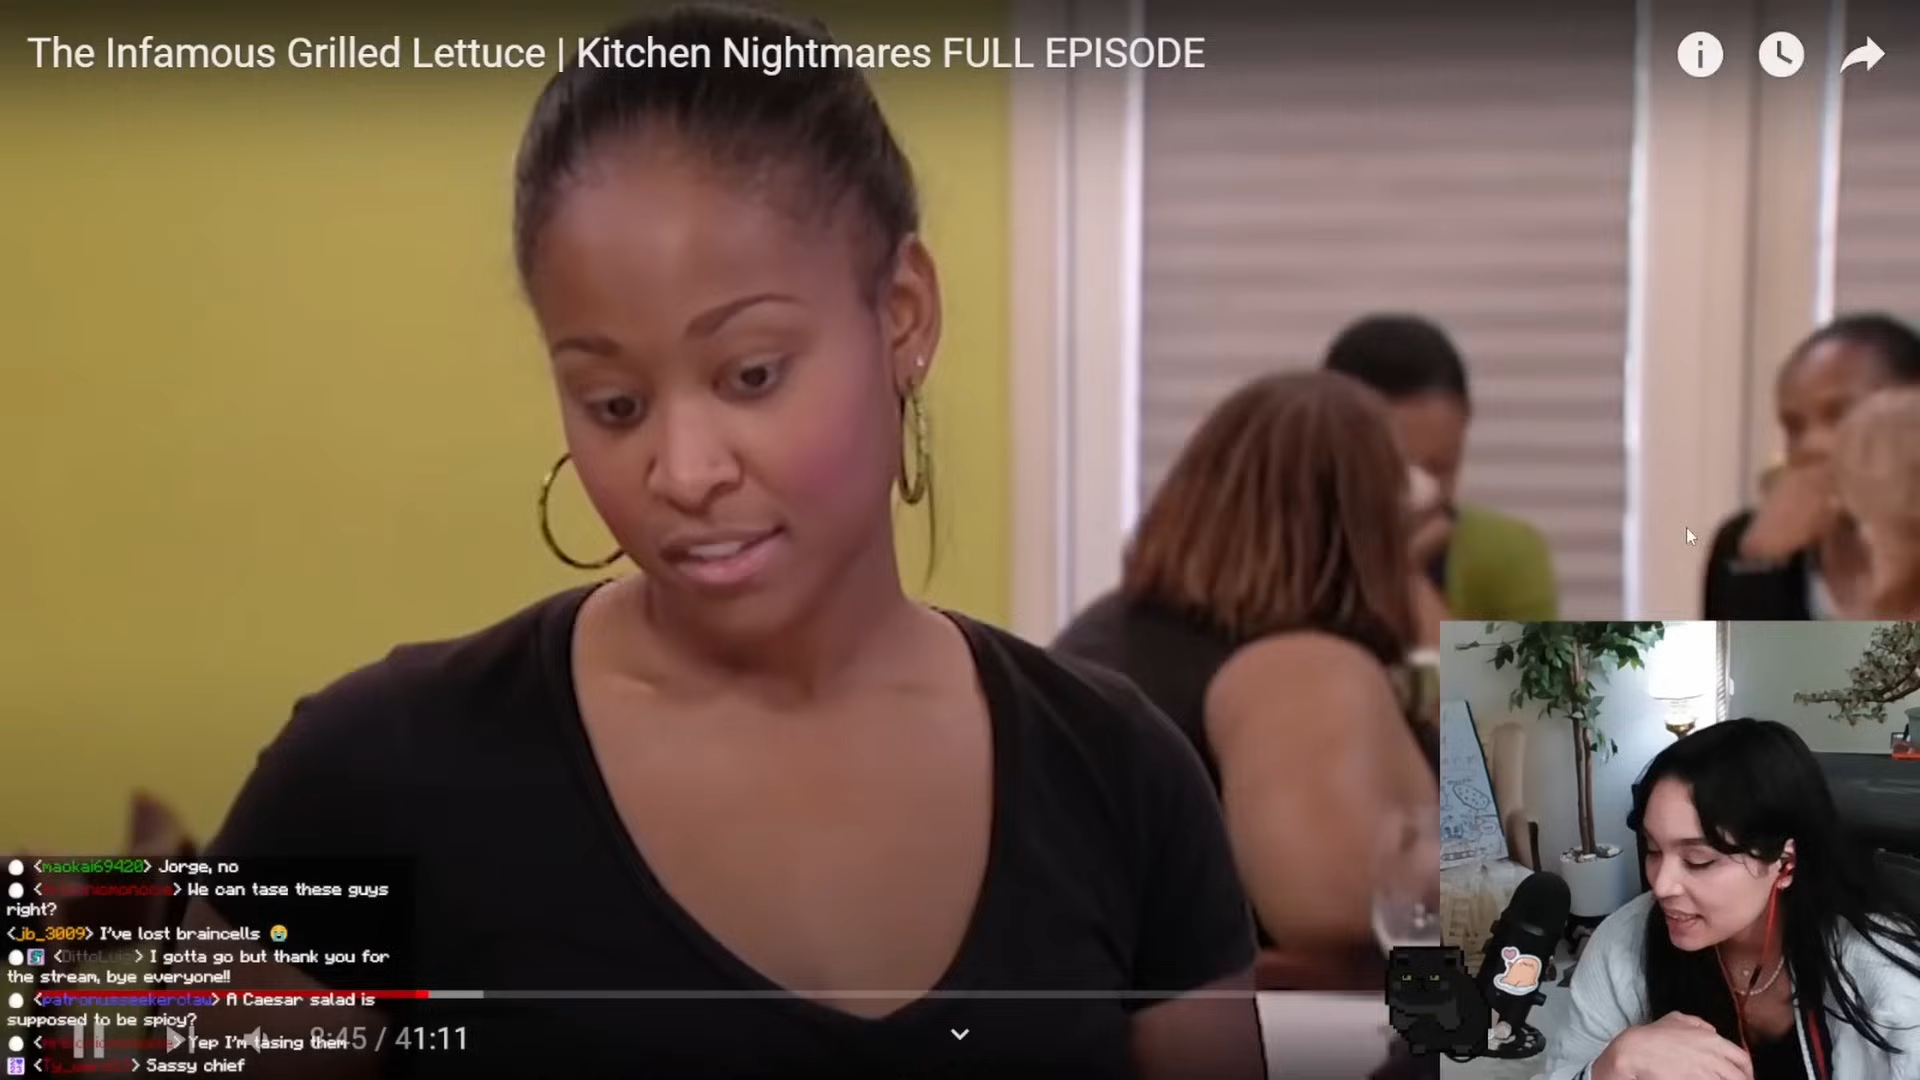 The Infamous Grilled Lettuce | Kitchen Nightmares FULL EPISODE
<maokai69420> Jorge, no
We can tase these guys
right?
<jb_3009> I've lost braincells 😭
<DittoLuis> I gotta go but thank you for
the stream, bye everyone!!
<patronusseekerclaw> A Caesar salad is
supposed to be spicy?
Yep I'm tasing them
Sassy chief
8:45 / 41:11